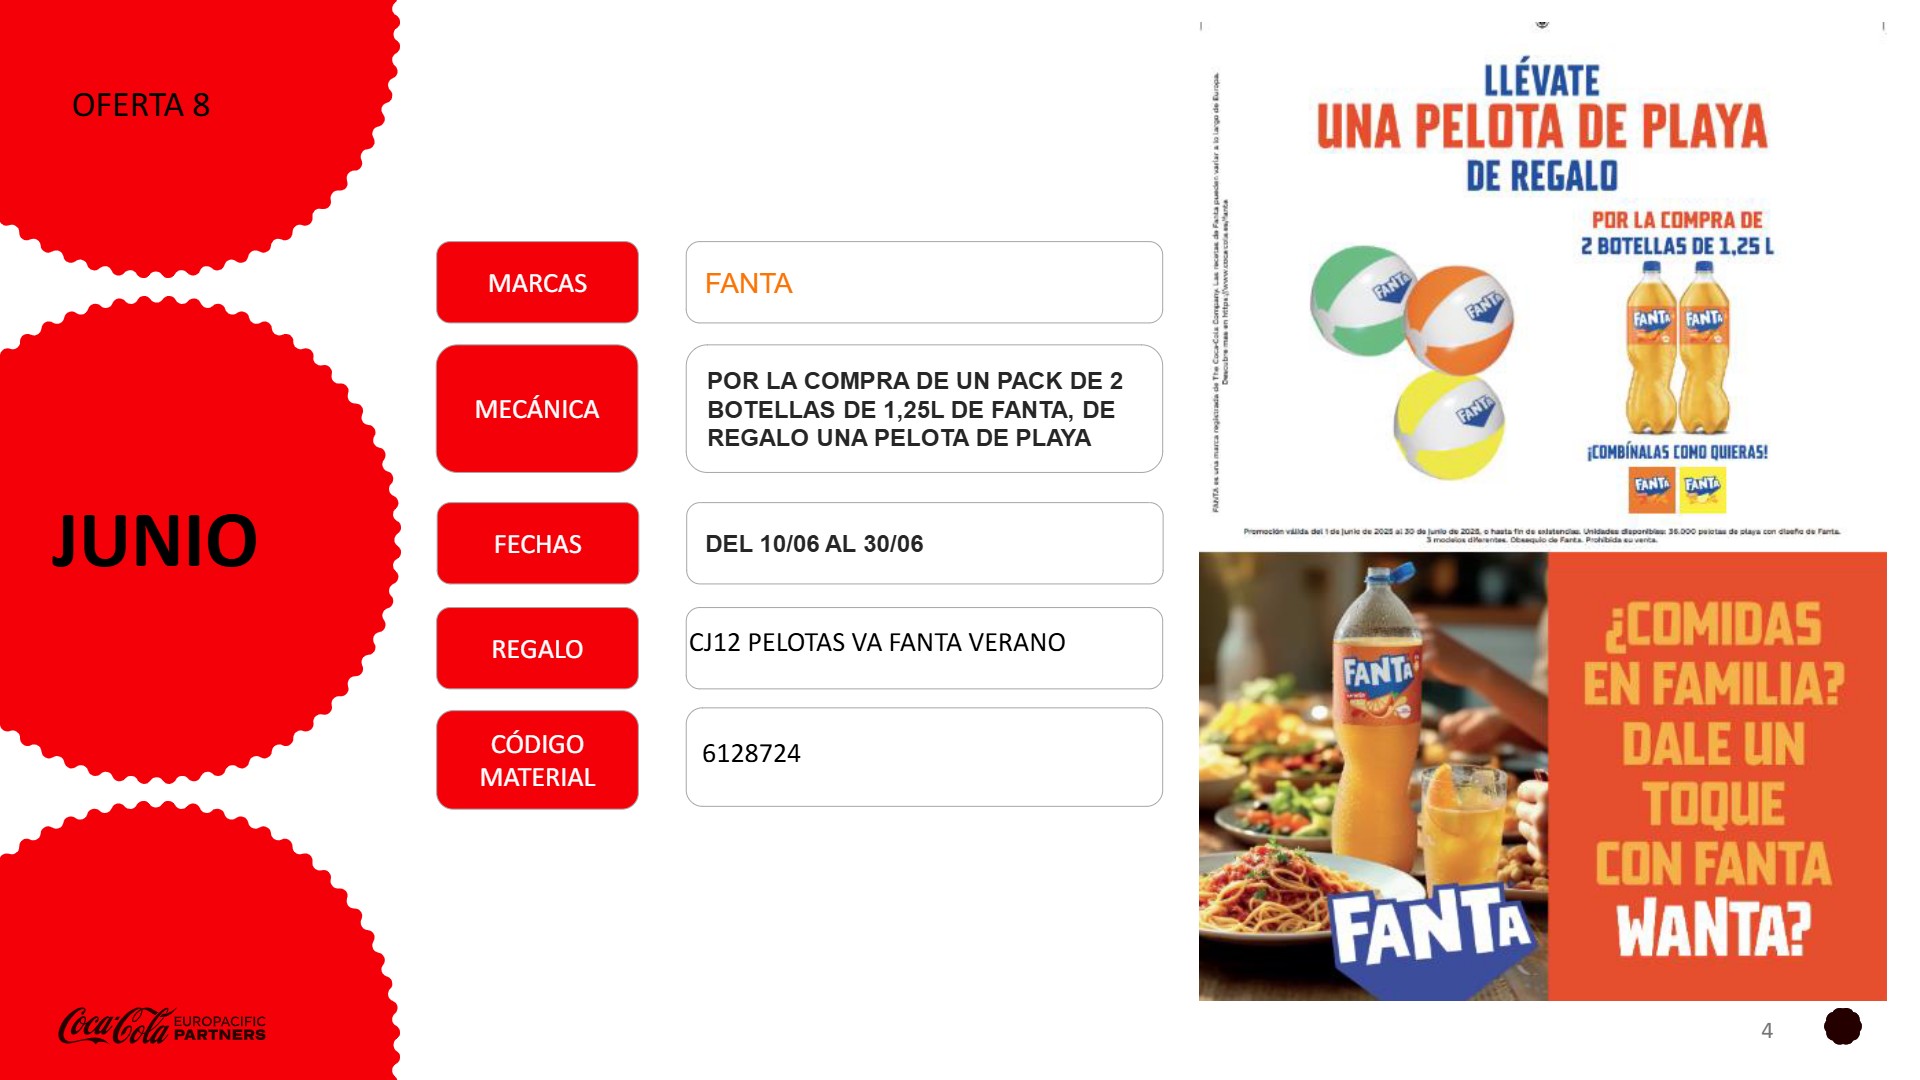 OFERTA 8
JUNIO
MARCAS
FANTA
MECÁNICA
POR LA COMPRA DE UN PACK DE 2
BOTELLAS DE 1,25L DE FANTA, DE
REGALO UNA PELOTA DE PLAYA
FECHAS
DEL 10/06 AL 30/06
REGALO
CJ12 PELOTAS VA FANTA VERANO
CÓDIGO
MATERIAL
6128724
LLÉVATE
UNA PELOTA DE PLAYA
DE REGALO
POR LA COMPRA DE
2 BOTELLAS DE 1,25 L
FANTA
FANTA
FANTA
FANTA
FANTA
¡COMBÍNALAS COMO QUIERAS!
FANTA
FANTA
FANTA es una marca registrada de The Coca-Cola Company. Las recetas de Fanta pueden variar a lo largo de Europa.
Descubre más en https://www.cocacola.es/fanta
Promoción válida del 1 de junio de 2025 al 30 de junio de 2025, o hasta fin de existencias. Unidades disponibles: 36.000 pelotas de playa con diseño de Fanta.
3 modelos diferentes. Obsequio de Fanta. Prohibida su venta.
FANTA
FANTA
¿COMIDAS
EN FAMILIA?
DALE UN
TOQUE
CON FANTA
WANTA?
Coca-Cola EUROPACIFIC
PARTNERS
4